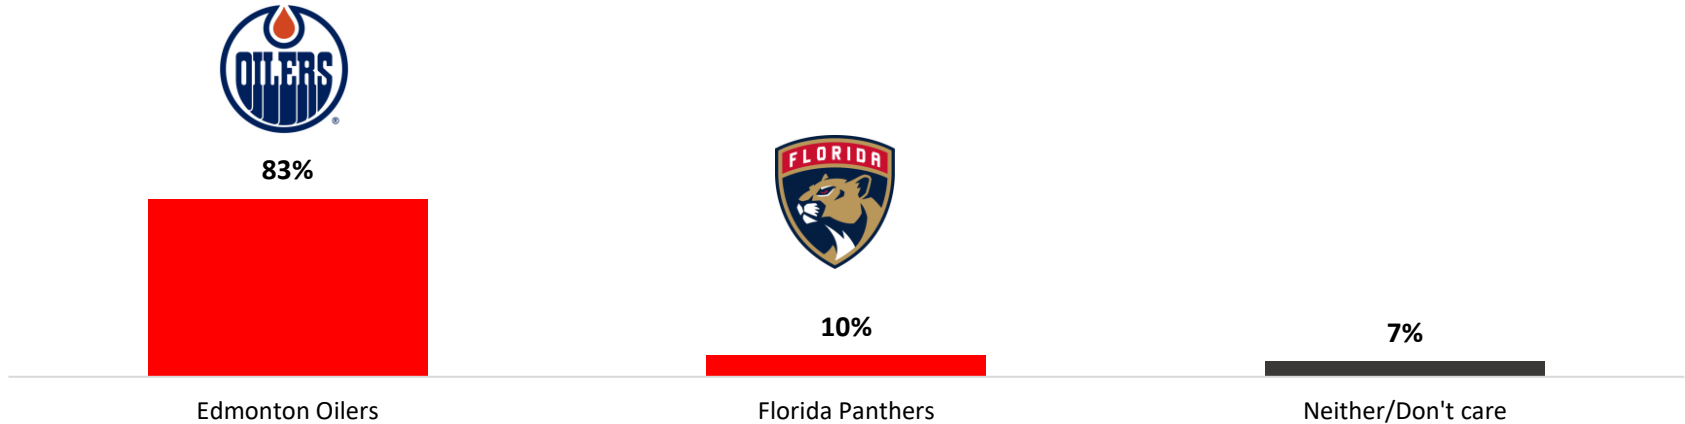 OILERS
®
83%
FLORIDA
10%
7%
Edmonton Oilers
Florida Panthers
Neither/Don't care